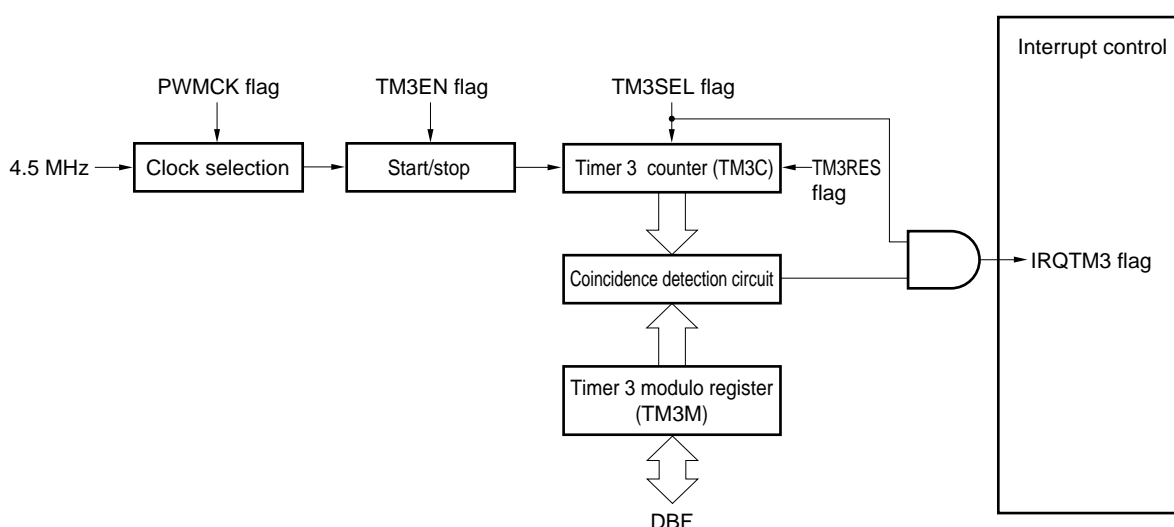 Interrupt control
PWMCK flag
TM3EN flag
TM3SEL flag
4.5 MHz
Clock selection
Start/stop
Timer 3 counter (TM3C)
TM3RES
flag
Coincidence detection circuit
IRQTM3 flag
Timer 3 modulo register
(TM3M)
DBF